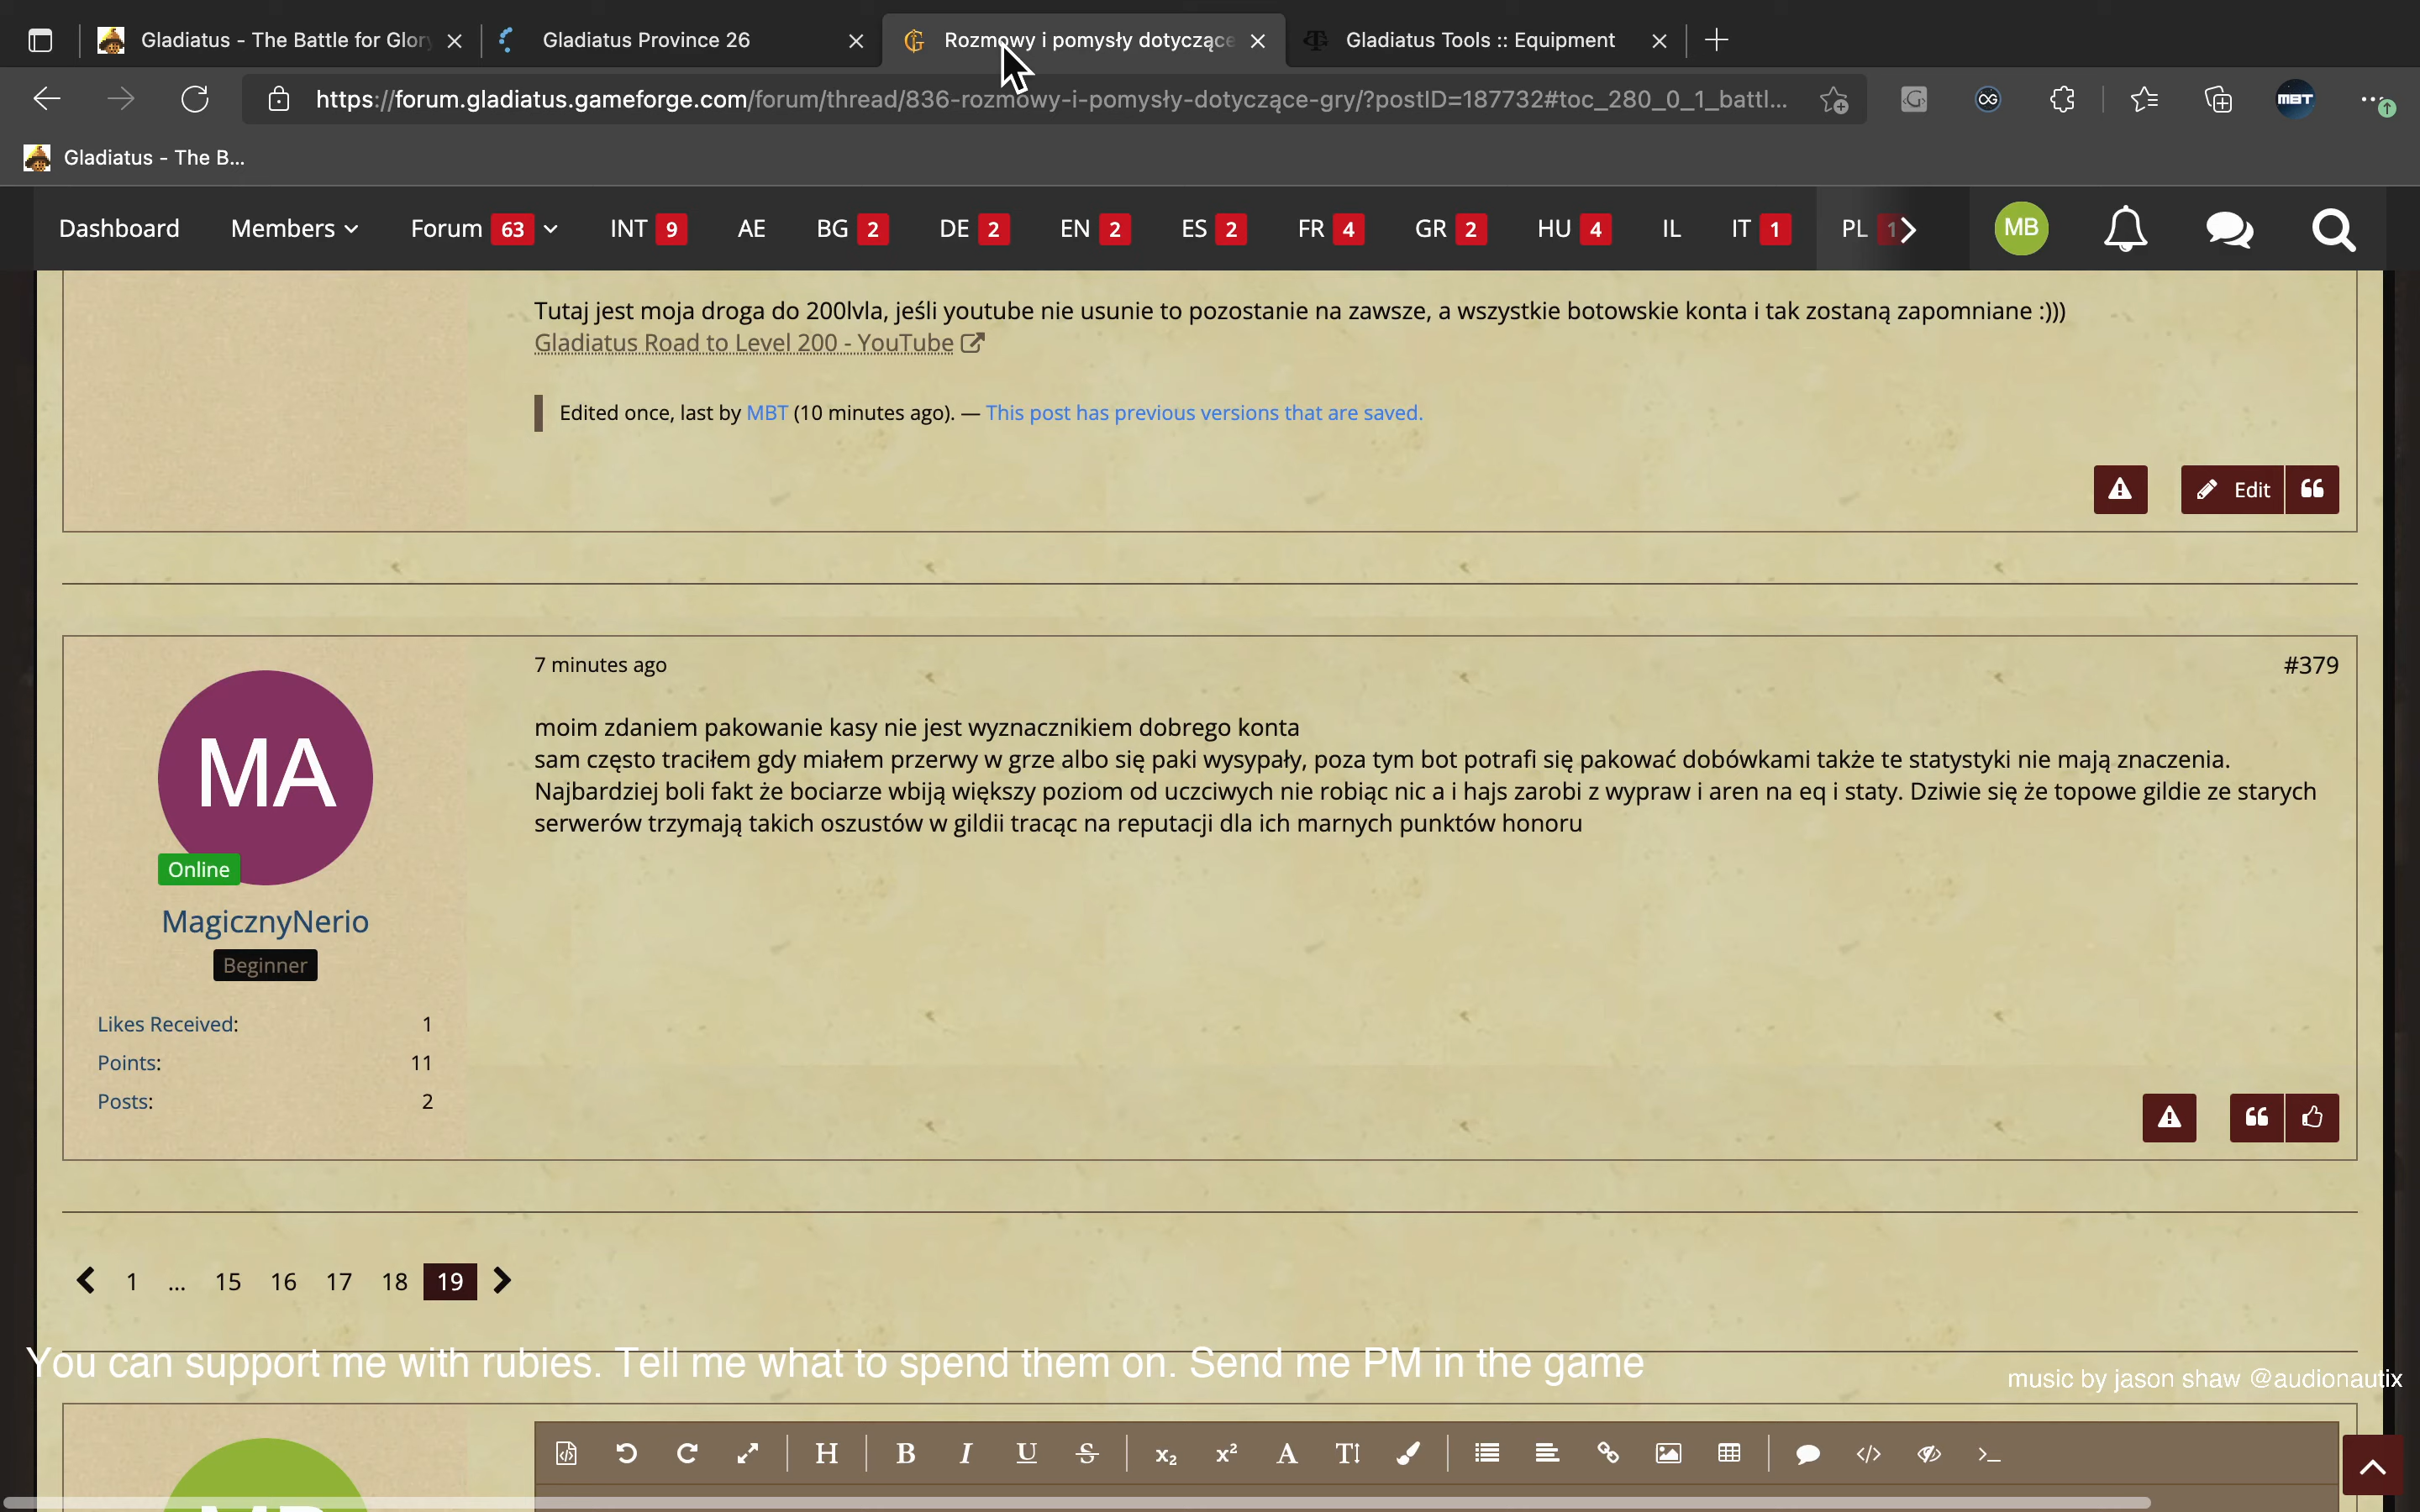 Gladiatus - The Battle for Glory
Gladiatus Province 26
Rozmowy i pomysły dotyczące
Gladiatus Tools :: Equipment
https://forum.gladiatus.gameforge.com/forum/thread/836-rozmowy-i-pomysły-dotyczące-gry/?postID=187732#toc_280_0_1_battl...
MBT
Gladiatus - The B...
Dashboard Members Forum 63 INT 9 AE BG 2 DE 2 EN 2 ES 2 FR 4 GR 2 HU 4 IL IT 1 PL 1 MB
Tutaj jest moja droga do 200lvla, jeśli youtube nie usunie to pozostanie na zawsze, a wszystkie botowskie konta i tak zostaną zapomniane :)))
Gladiatus Road to Level 200 - YouTube
Edited once, last by MBT (10 minutes ago). — This post has previous versions that are saved.
Edit
7 minutes ago
#379
moim zdaniem pakowanie kasy nie jest wyznacznikiem dobrego konta
sam często traciłem gdy miałem przerwy w grze albo się paki wysypały, poza tym bot potrafi się pakować dobówkami także te statystyki nie mają znaczenia.
Najbardziej boli fakt że bociarze wbiją większy poziom od uczciwych nie robiąc nic a i hajs zarobi z wypraw i aren na eq i staty. Dziwie się że topowe gildie ze starych
serwerów trzymają takich oszustów w gildii tracąc na reputacji dla ich marnych punktów honoru
MA
Online
MagicznyNerio
Beginner
Likes Received: 1
Points: 11
Posts: 2
1 ... 15 16 17 18 19
You can support me with rubies. Tell me what to spend them on. Send me PM in the game
music by jason shaw @audionautix
H B I U S x₂ x² A T